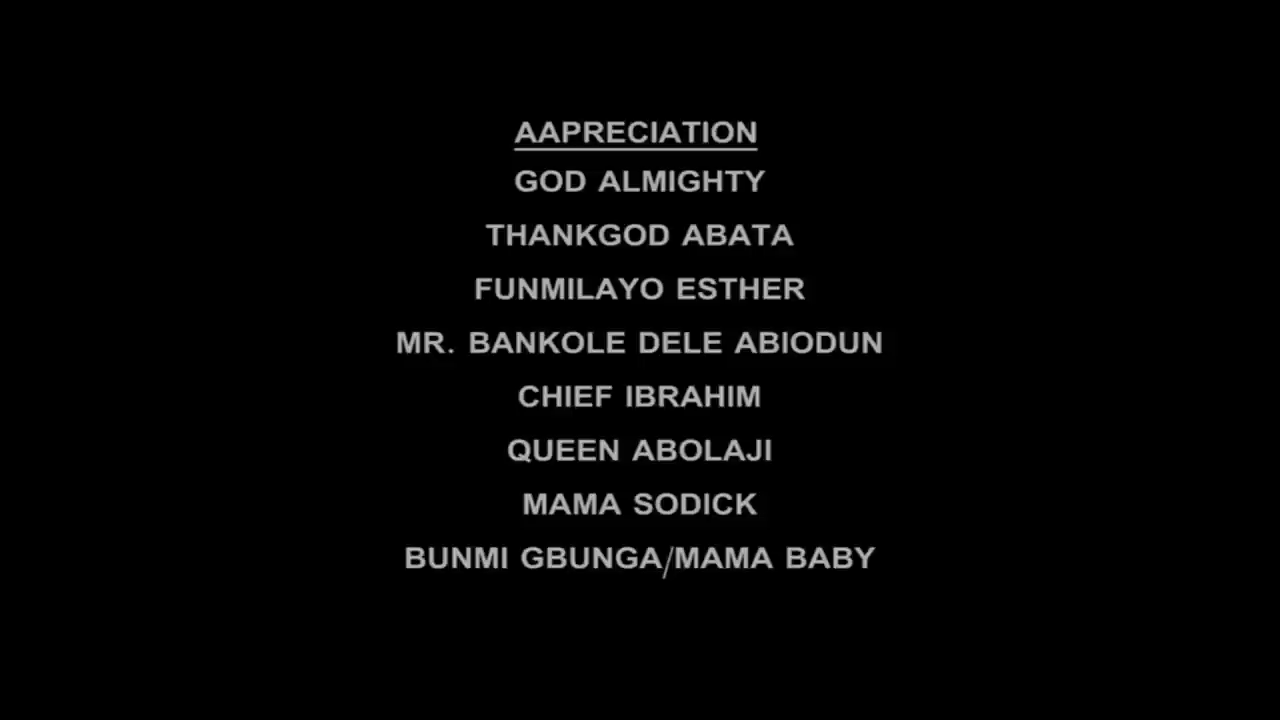 AAPRECIATION
GOD ALMIGHTY
THANKGOD ABATA
FUNMILAYO ESTHER
MR. BANKOLE DELE ABIODUN
CHIEF IBRAHIM
QUEEN ABOLAJI
MAMA SODICK
BUNMI GBUNGA/MAMA BABY